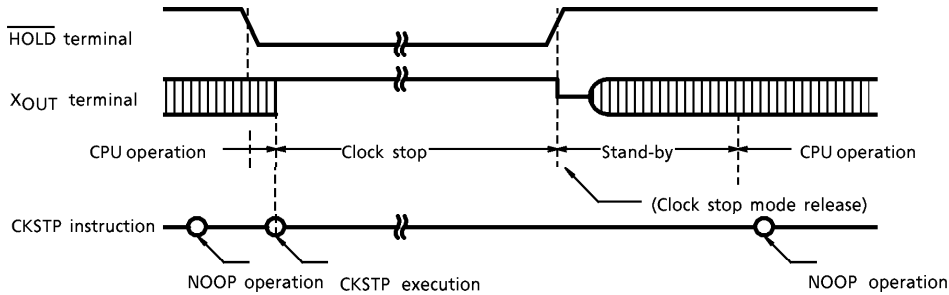 HOLD terminal
XOUT terminal
CPU operation
Clock stop
Stand-by
CPU operation
(Clock stop mode release)
CKSTP instruction
NOOP operation
CKSTP execution
NOOP operation